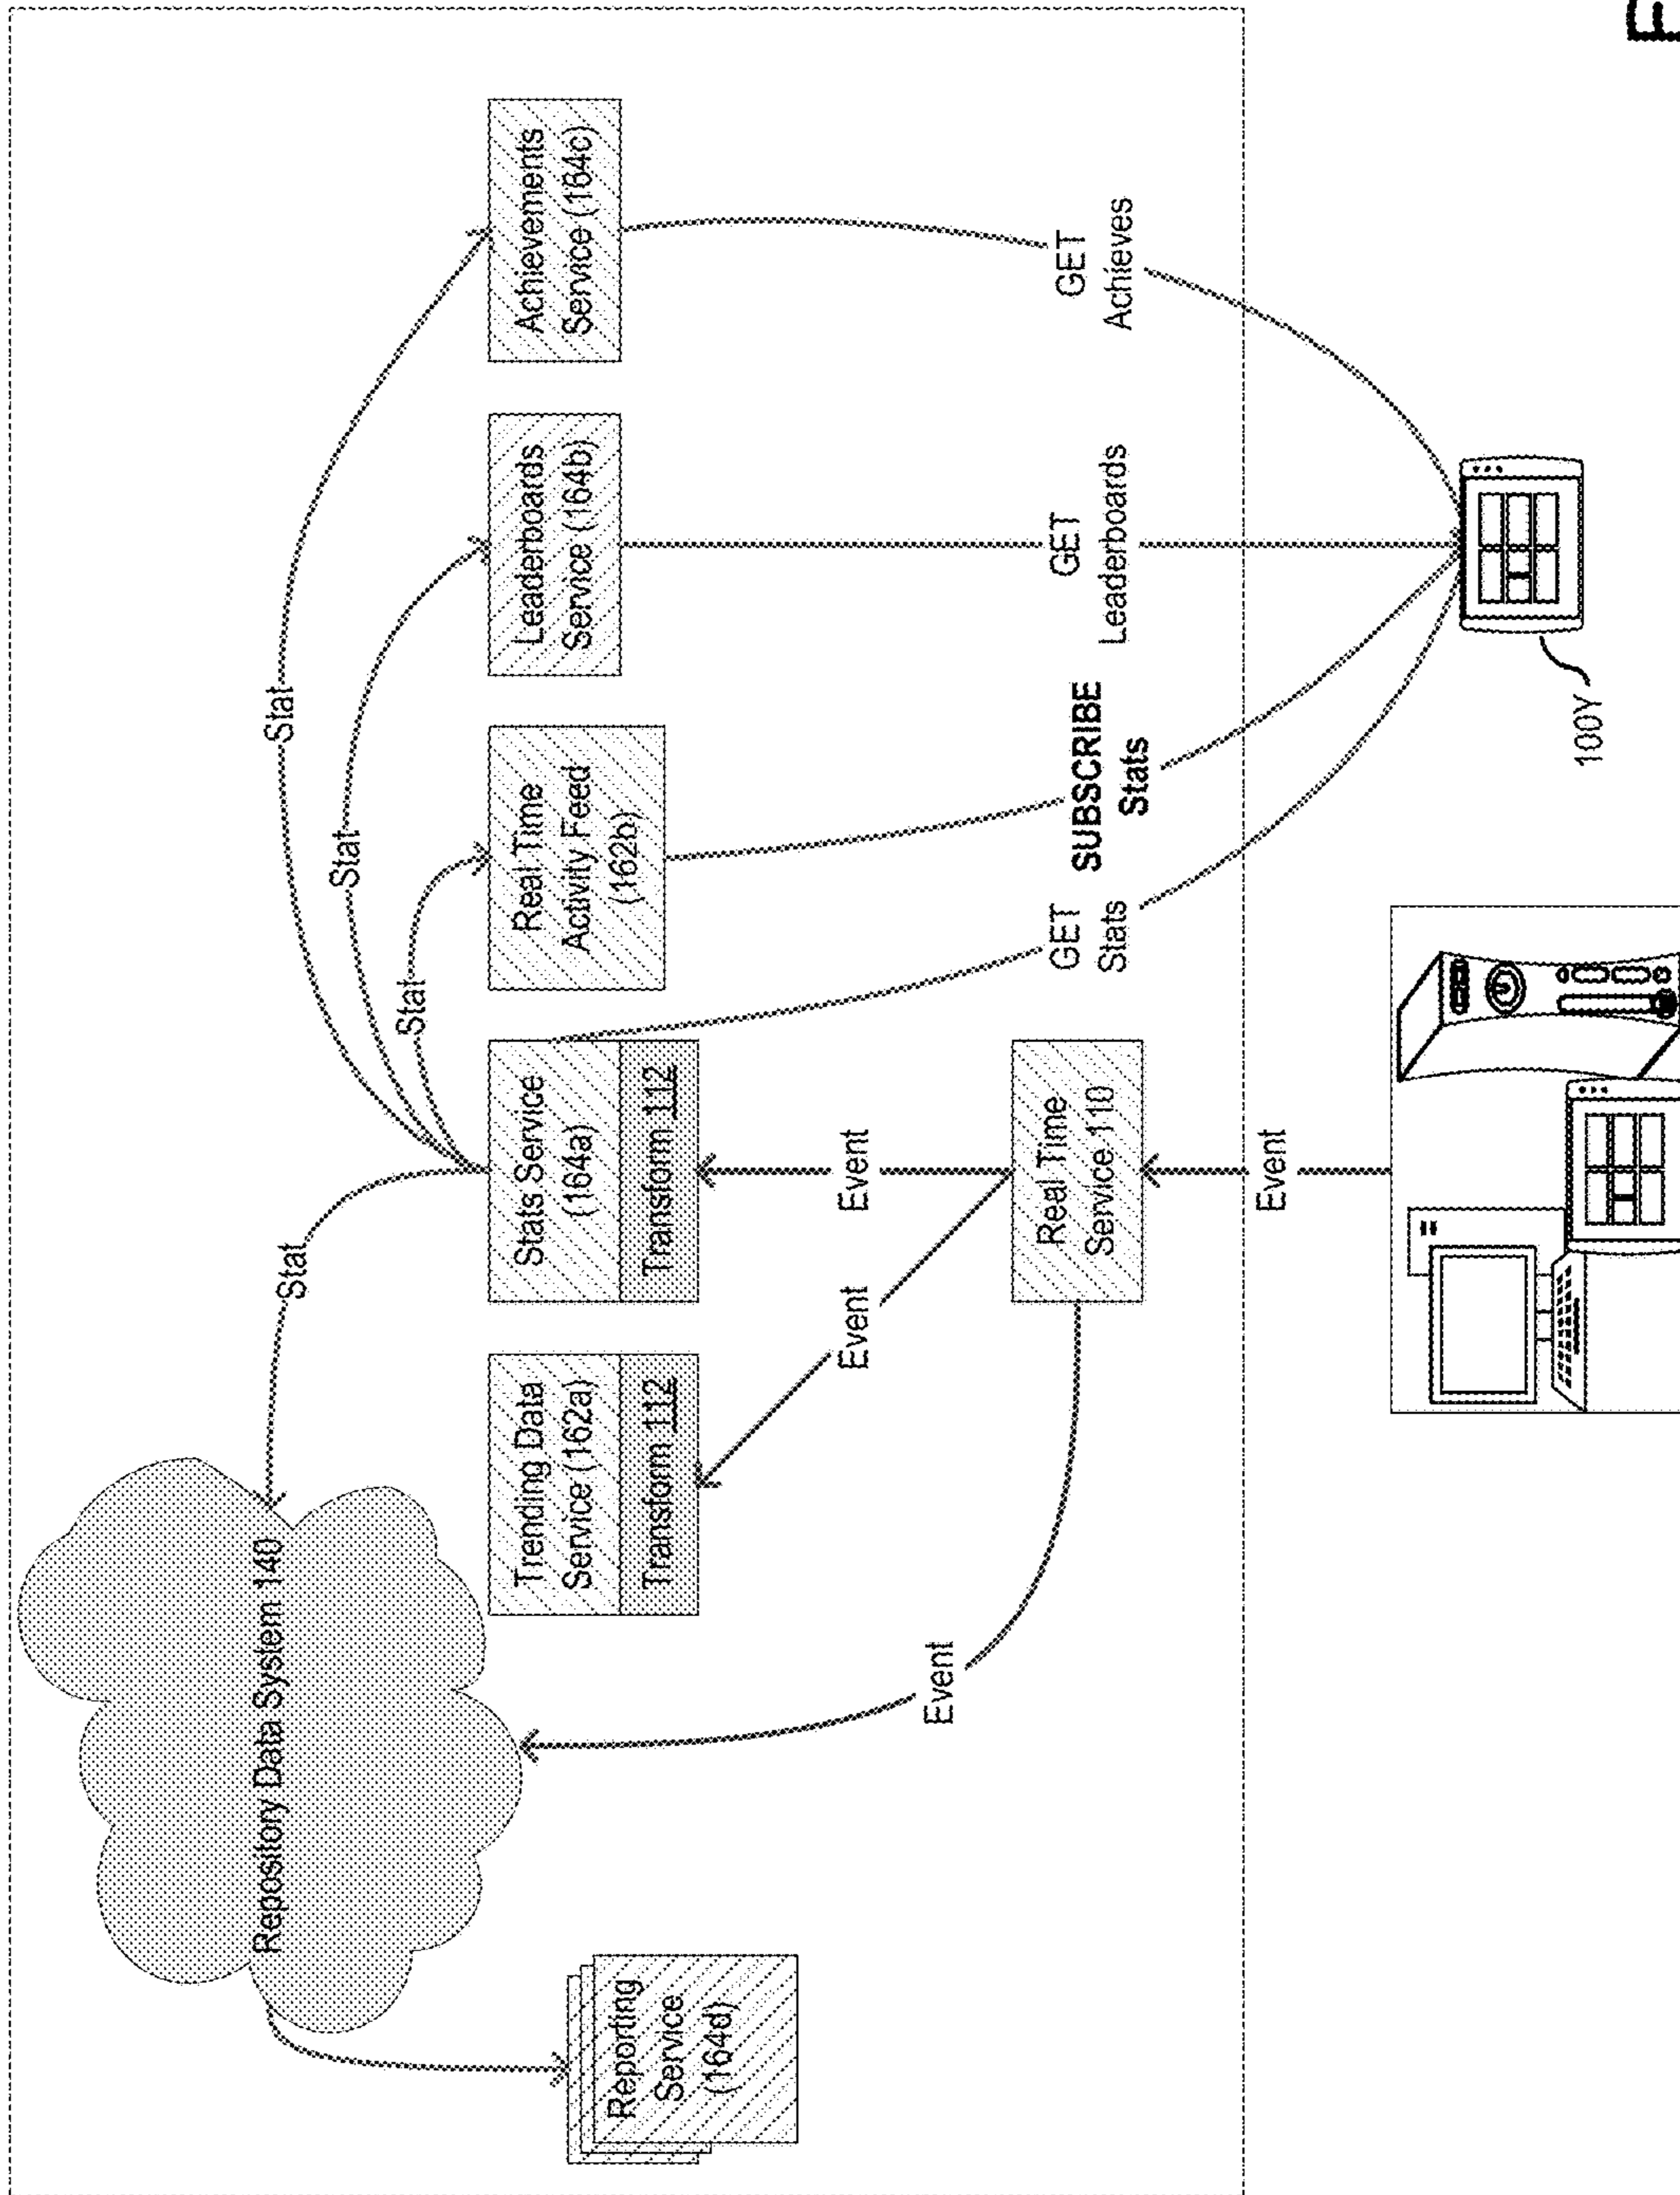 Repository Data System 140
Stat
Stat
Stat
Stat
Reporting
Service
(164d)
Trending Data
Service (162a)
Transform 112
Stats Service
(164a)
Transform 112
Real Time
Activity Feed
(162b)
Leaderboards
Service (164b)
Achievements
Service (164c)
Event
Event
Event
Real Time
Service 110
GET
Stats
SUBSCRIBE
Stats
GET
Leaderboards
GET
Achieves
Event
100Y